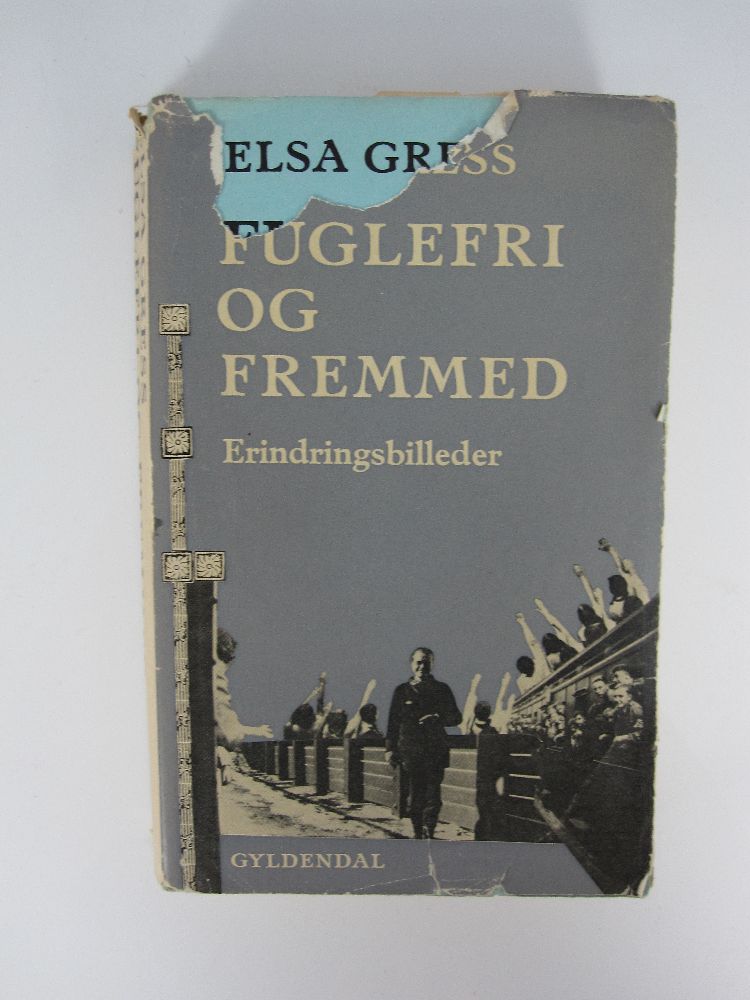 ELSA GRESS
FUGLEFRI
OG
FREMMED
Erindringsbilleder
GYLDENDAL